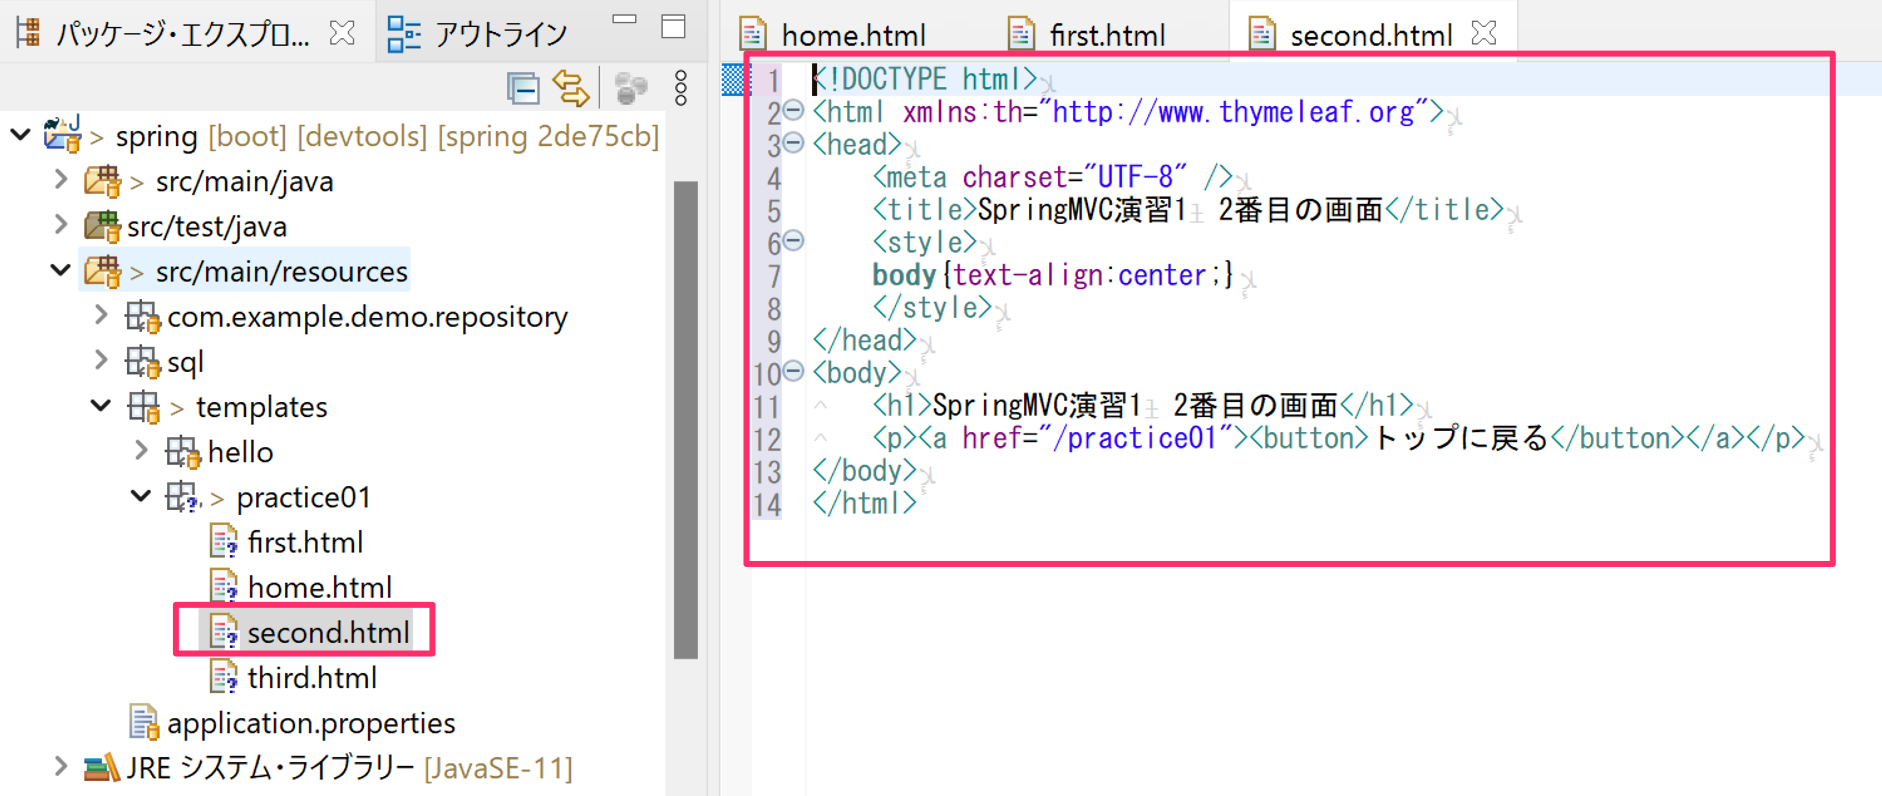 パッケージ・エクスプロ...
アウトライン
> spring [boot] [devtools] [spring 2de75cb]
> src/main/java
src/test/java
> src/main/resources
com.example.demo.repository
sql
> templates
hello
> practice01
first.html
home.html
second.html
third.html
application.properties
JRE システム・ライブラリー [JavaSE-11]
home.html
first.html
second.html
1 <!DOCTYPE html>
2 <html xmlns:th="http://www.thymeleaf.org">
3 <head>
4 <meta charset="UTF-8" />
5 <title>SpringMVC演習1 2番目の画面</title>
6 <style>
7 body{text-align:center;}
8 </style>
9 </head>
10 <body>
11 <h1>SpringMVC演習1 2番目の画面</h1>
12 <p><a href="/practice01"><button>トップに戻る</button></a></p>
13 </body>
14 </html>